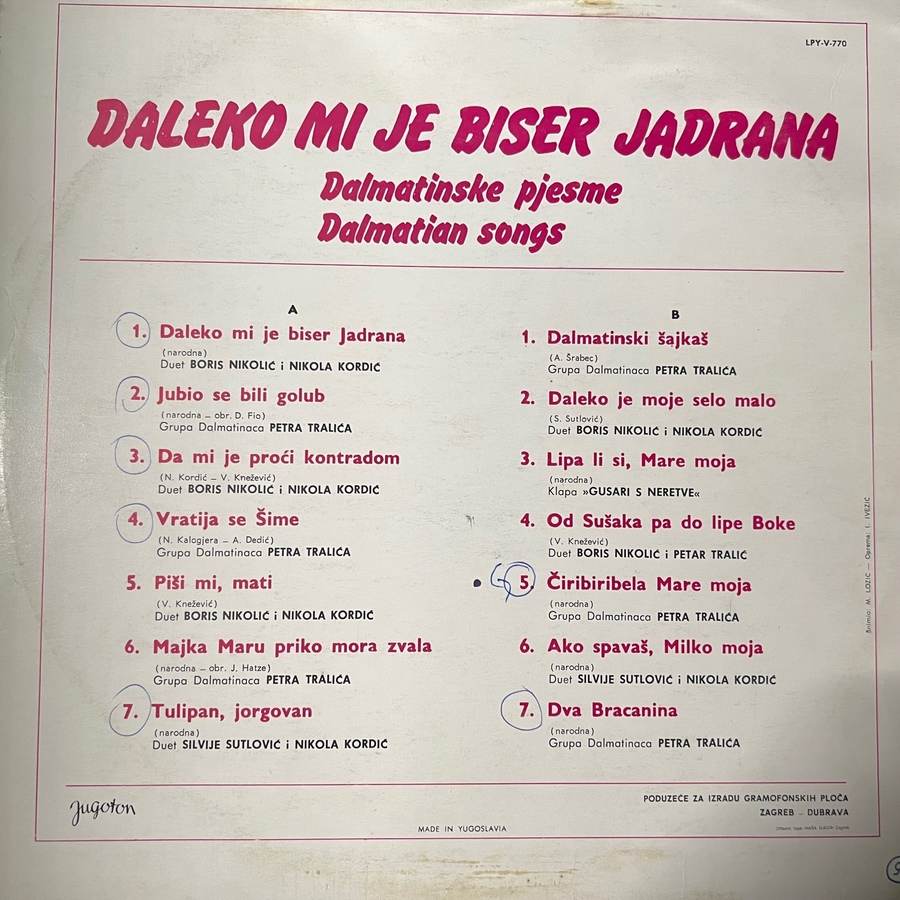 LPY-V-770
DALEKO MI JE BISER JADRANA
Dalmatinske pjesme
Dalmatian songs
A
1. Daleko mi je biser Jadrana
(narodna)
Duet BORIS NIKOLIĆ i NIKOLA KORDIĆ
2. Jubio se bili golub
(narodna – obr. D. Fio)
Grupa Dalmatinaca PETRA TRALIĆA
3. Da mi je proći kontradom
(N. Kordić – V. Knežević)
Duet BORIS NIKOLIĆ i NIKOLA KORDIĆ
4. Vratija se Šime
(N. Kalogjera – A. Dedić)
Grupa Dalmatinaca PETRA TRALIĆA
5. Piši mi, mati
(V. Knežević)
Duet BORIS NIKOLIĆ i NIKOLA KORDIĆ
6. Majka Maru priko mora zvala
(narodna – obr. J. Hatze)
Grupa Dalmatinaca PETRA TRALIĆA
7. Tulipan, jorgovan
(narodna)
Duet SILVIJE SUTLOVIĆ i NIKOLA KORDIĆ
B
1. Dalmatinski šajkaš
(A. Šrabec)
Grupa Dalmatinaca PETRA TRALIĆA
2. Daleko je moje selo malo
(S. Sutlović)
Duet BORIS NIKOLIĆ i NIKOLA KORDIĆ
3. Lipa li si, Mare moja
(narodna)
Klapa »GUSARI S NERETVE«
4. Od Sušaka pa do lipe Boke
(V. Knežević)
Duet BORIS NIKOLIĆ i PETAR TRALIĆ
5. Čiribiribela Mare moja
(narodna)
Grupa Dalmatinaca PETRA TRALIĆA
6. Ako spavaš, Milko moja
(narodna)
Duet SILVIJE SUTLOVIĆ i NIKOLA KORDIĆ
7. Dva Bracanina
(narodna)
Grupa Dalmatinaca PETRA TRALIĆA
Snimio: M. LOZIĆ — Oprema: I. IVEZIĆ
Jugoton
MADE IN YUGOSLAVIA
PODUZEĆE ZA IZRADU GRAMOFONSKIH PLOČA
ZAGREB – DUBRAVA